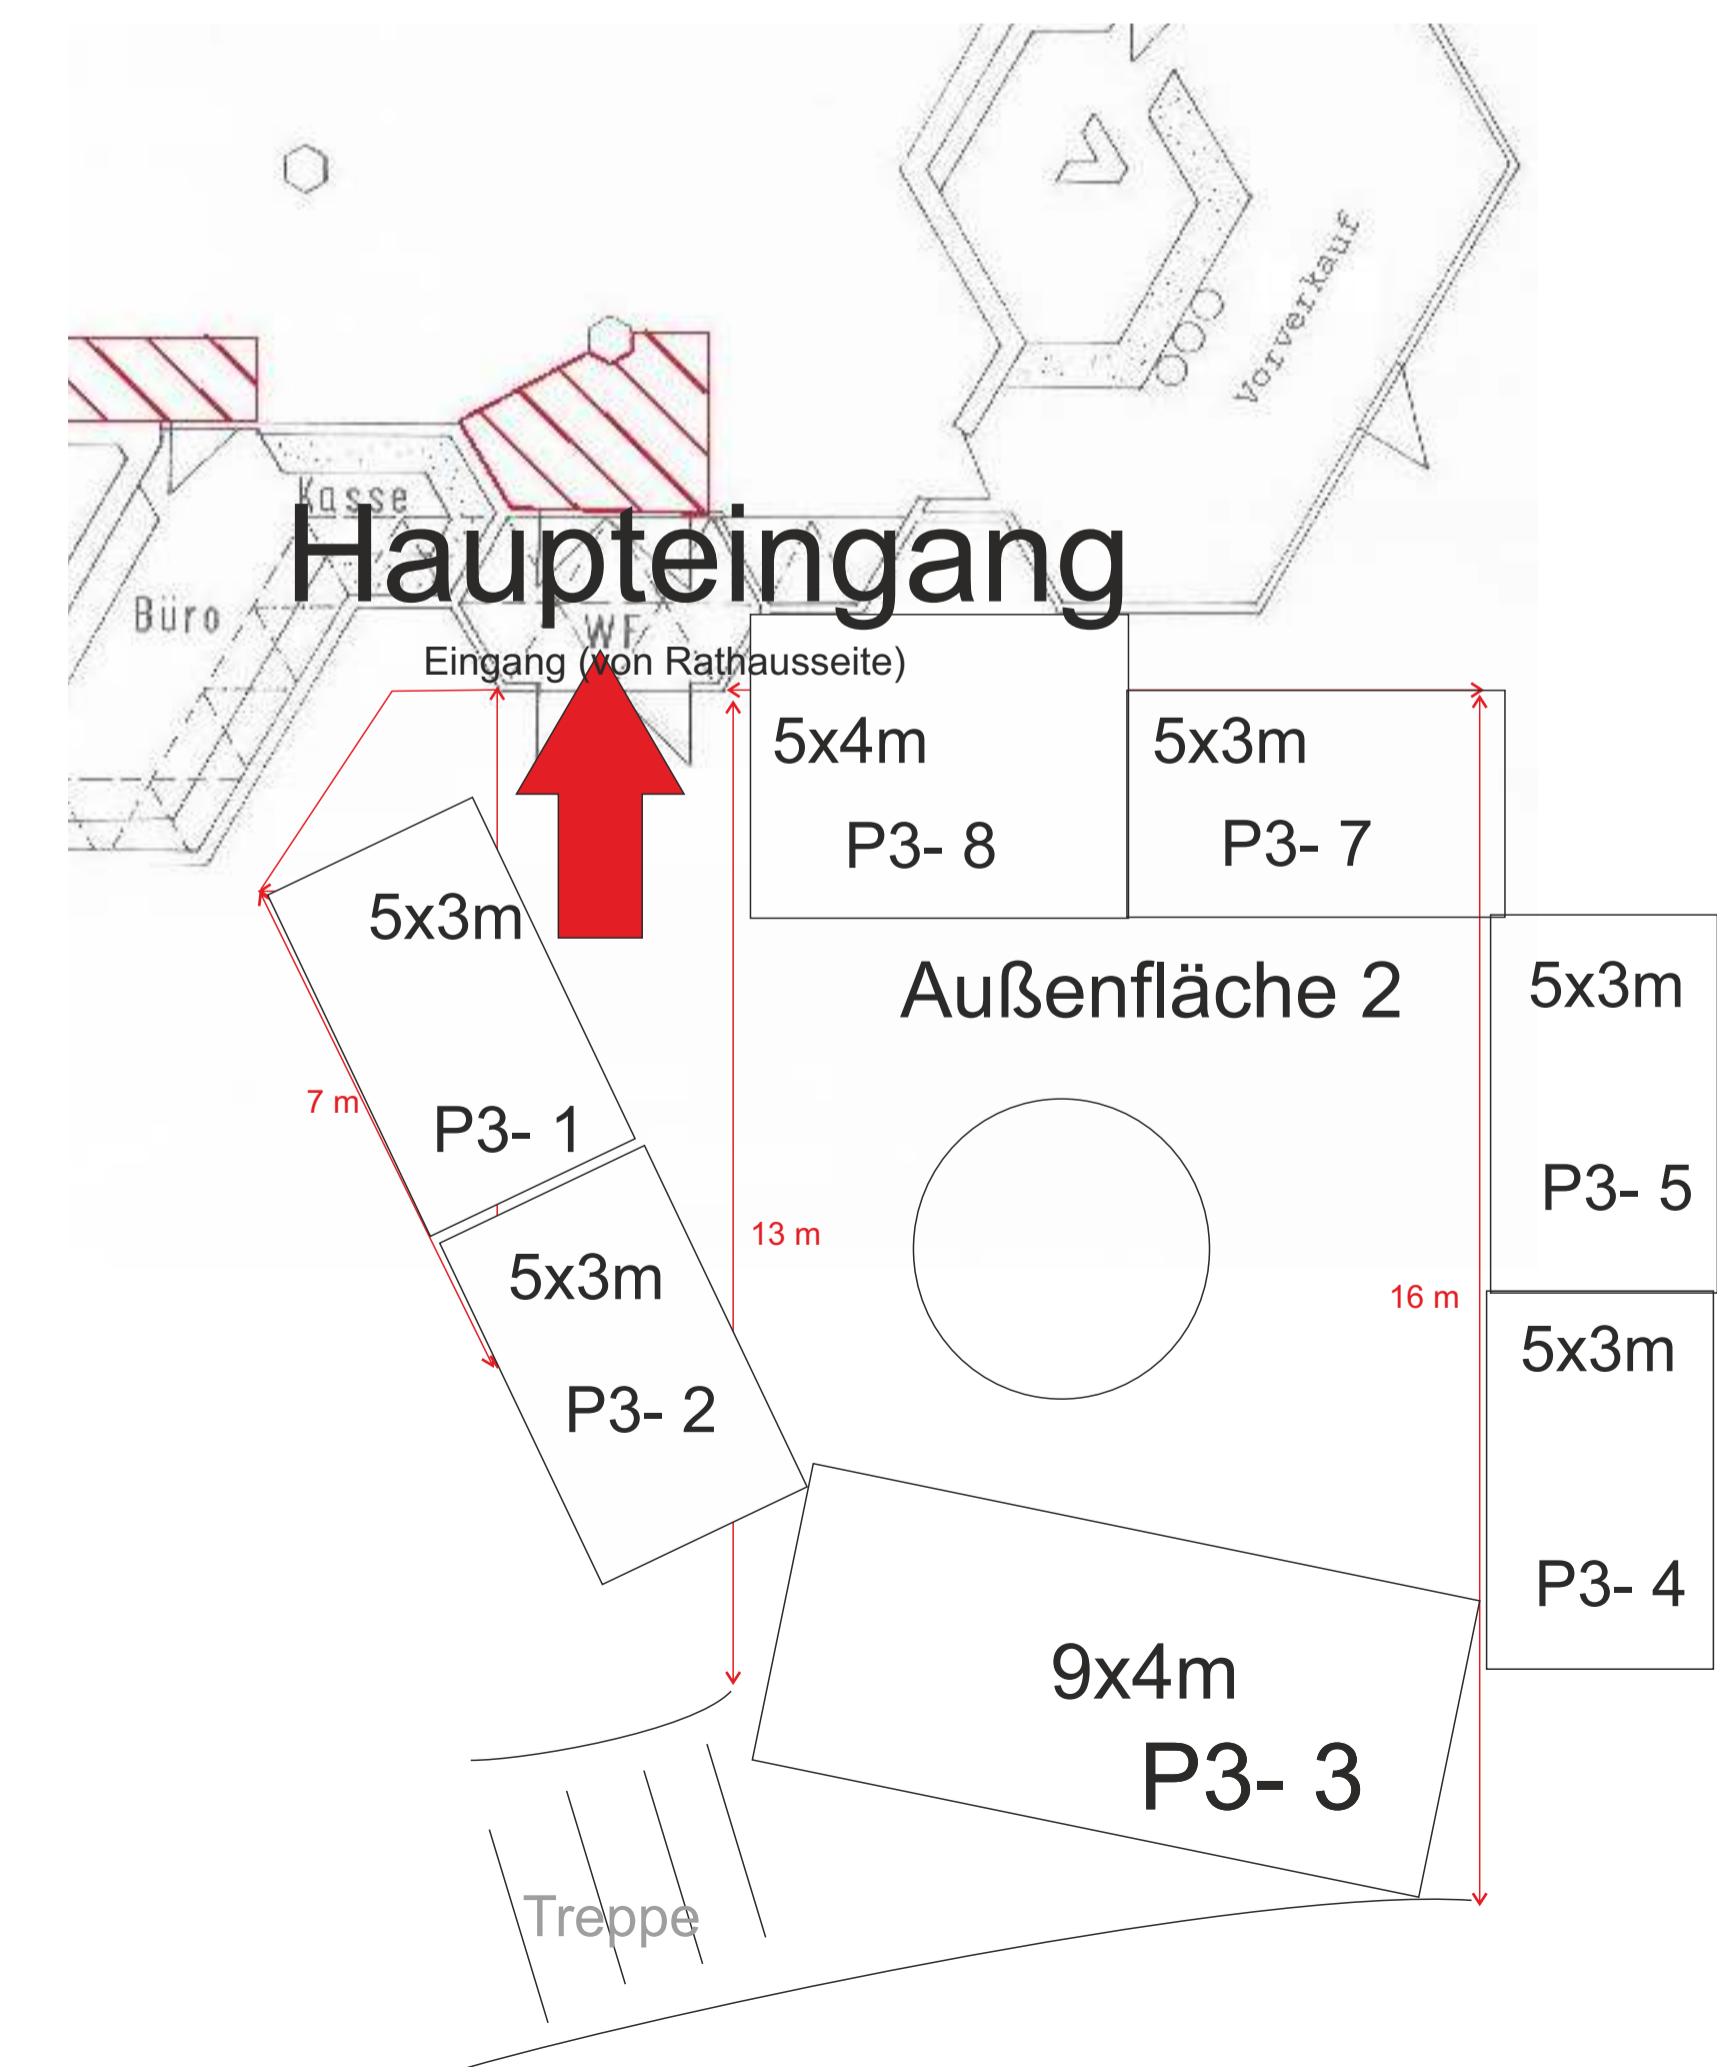 Vorverkauf
Kasse
Haupteingang
Büro
WF
Eingang (von Rathausseite)
5x4m
P3- 8
5x3m
P3- 7
5x3m
P3- 1
Außenfläche 2
5x3m
P3- 5
7 m
13 m
16 m
5x3m
P3- 2
5x3m
P3- 4
9x4m
P3- 3
Treppe